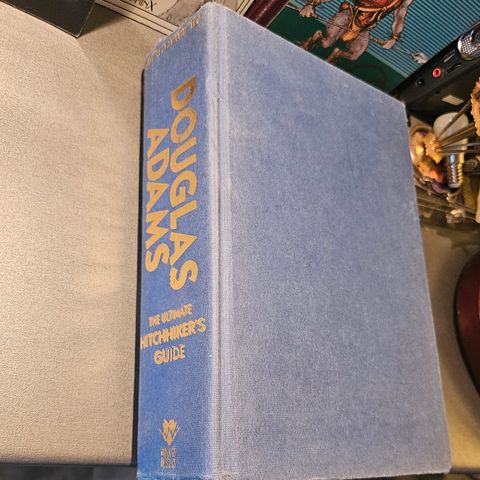 DOUGLAS
ADAMS
THE ULTIMATE
HITCHHIKER'S
GUIDE